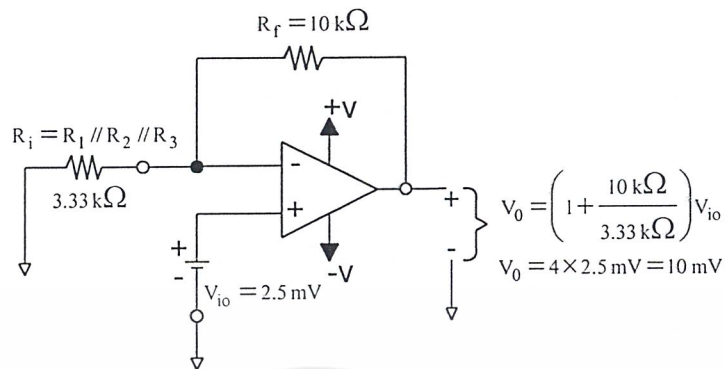 R_f = 10 kΩ
+V
R_i = R_1 // R_2 // R_3
3.33 kΩ
-
+
+
-
V_io = 2.5 mV
-V
+
-
V_0 = (1 + 10 kΩ / 3.33 kΩ) V_io
V_0 = 4 × 2.5 mV = 10 mV